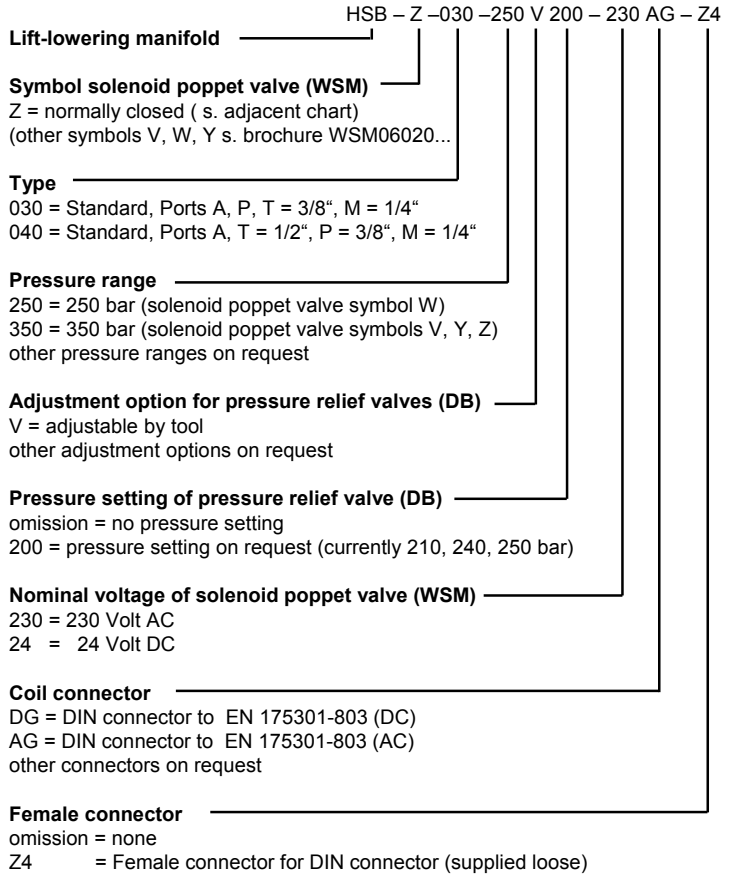 HSB – Z –030 –250 V 200 – 230 AG – Z4
Lift-lowering manifold
Symbol solenoid poppet valve (WSM)
Z = normally closed ( s. adjacent chart)
(other symbols V, W, Y s. brochure WSM06020...
Type
030 = Standard, Ports A, P, T = 3/8“, M = 1/4“
040 = Standard, Ports A, T = 1/2“, P = 3/8“, M = 1/4“
Pressure range
250 = 250 bar (solenoid poppet valve symbol W)
350 = 350 bar (solenoid poppet valve symbols V, Y, Z)
other pressure ranges on request
Adjustment option for pressure relief valves (DB)
V = adjustable by tool
other adjustment options on request
Pressure setting of pressure relief valve (DB)
omission = no pressure setting
200 = pressure setting on request (currently 210, 240, 250 bar)
Nominal voltage of solenoid poppet valve (WSM)
230 = 230 Volt AC
24 = 24 Volt DC
Coil connector
DG = DIN connector to EN 175301-803 (DC)
AG = DIN connector to EN 175301-803 (AC)
other connectors on request
Female connector
omission = none
Z4 = Female connector for DIN connector (supplied loose)